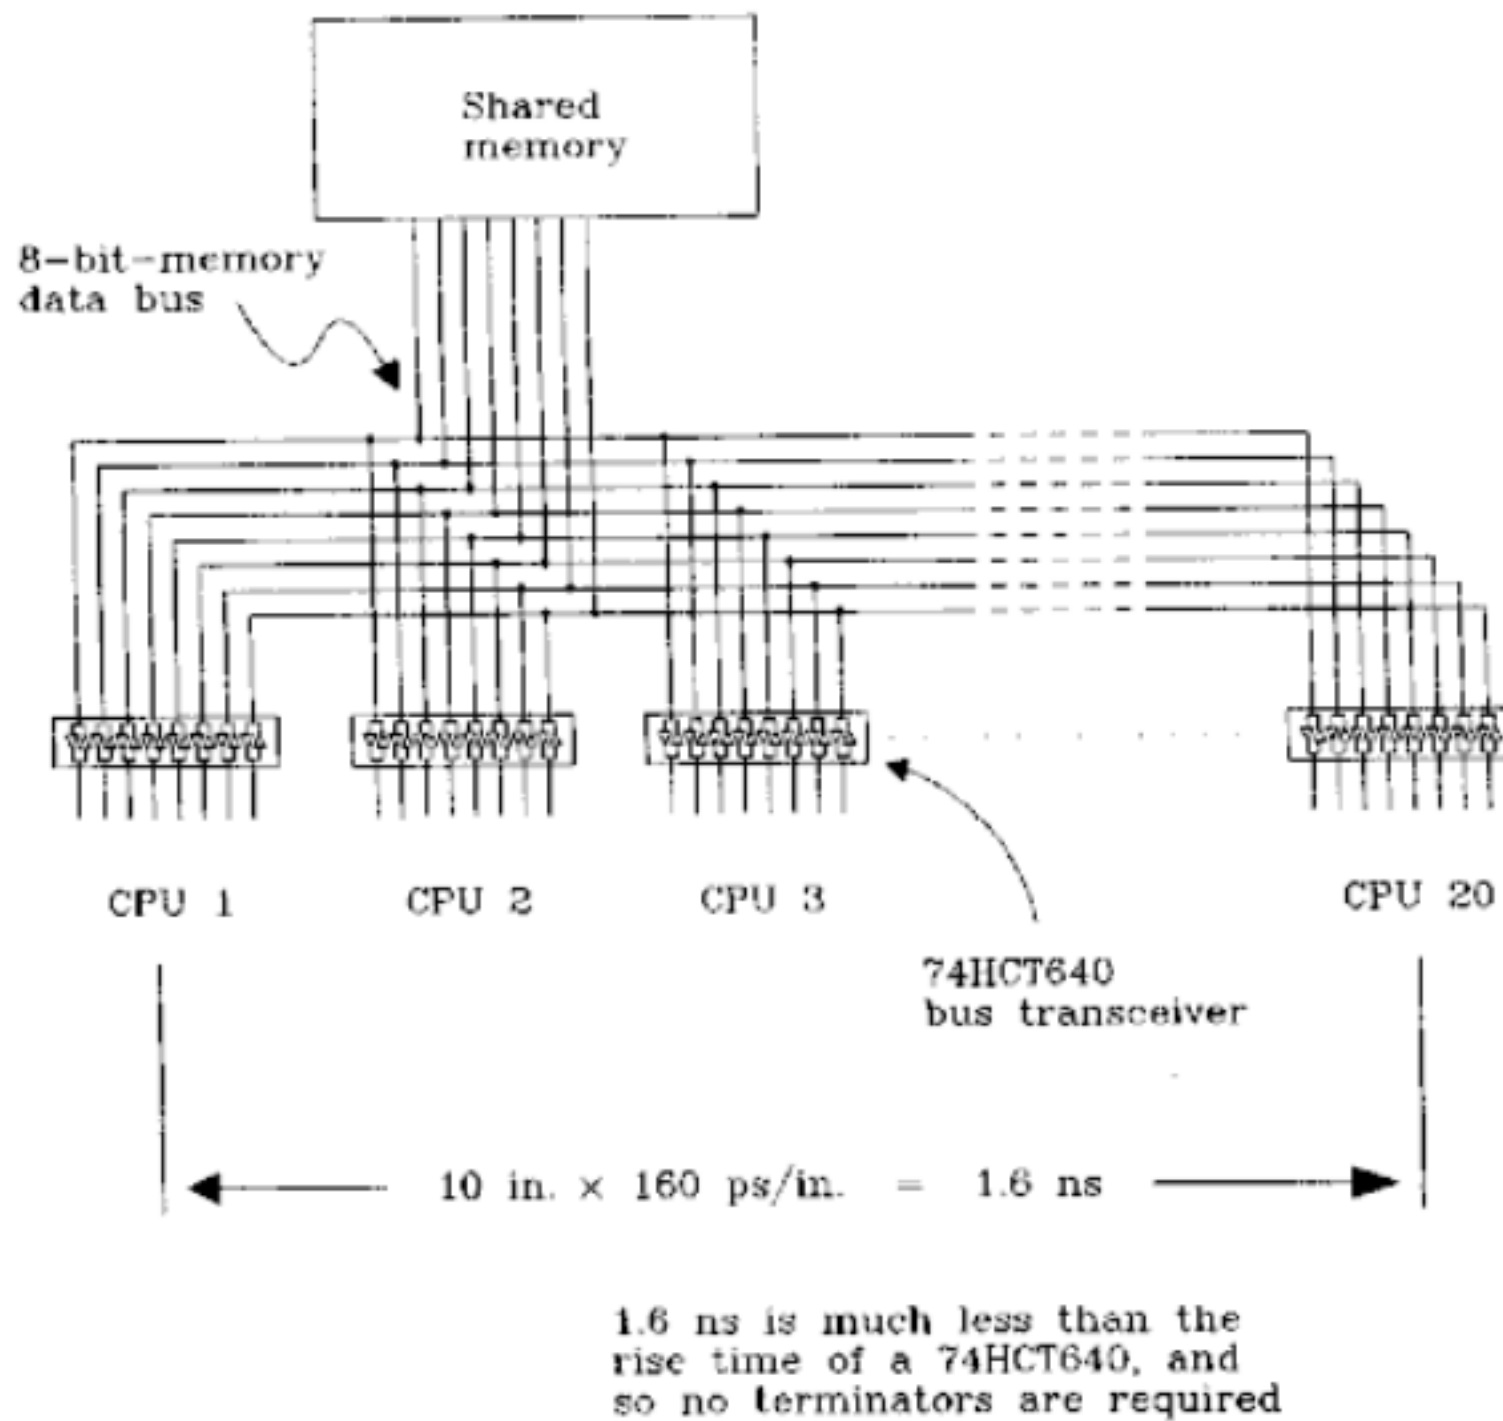 Shared
memory
8-bit-memory
data bus
CPU 1
CPU 2
CPU 3
CPU 20
74HCT640
bus transceiver
10 in. × 160 ps/in. = 1.6 ns
1.6 ns is much less than the
rise time of a 74HCT640, and
so no terminators are required